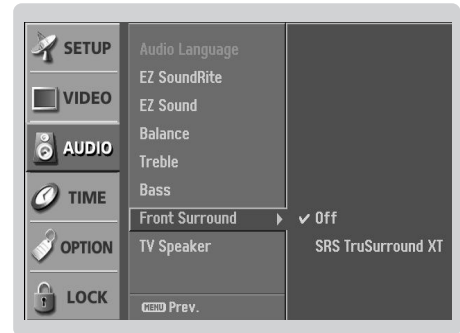 SETUP
VIDEO
AUDIO
TIME
OPTION
LOCK
Audio Language
EZ SoundRite
EZ Sound
Balance
Treble
Bass
Front Surround
TV Speaker
MENU Prev.
Off
SRS TruSurround XT